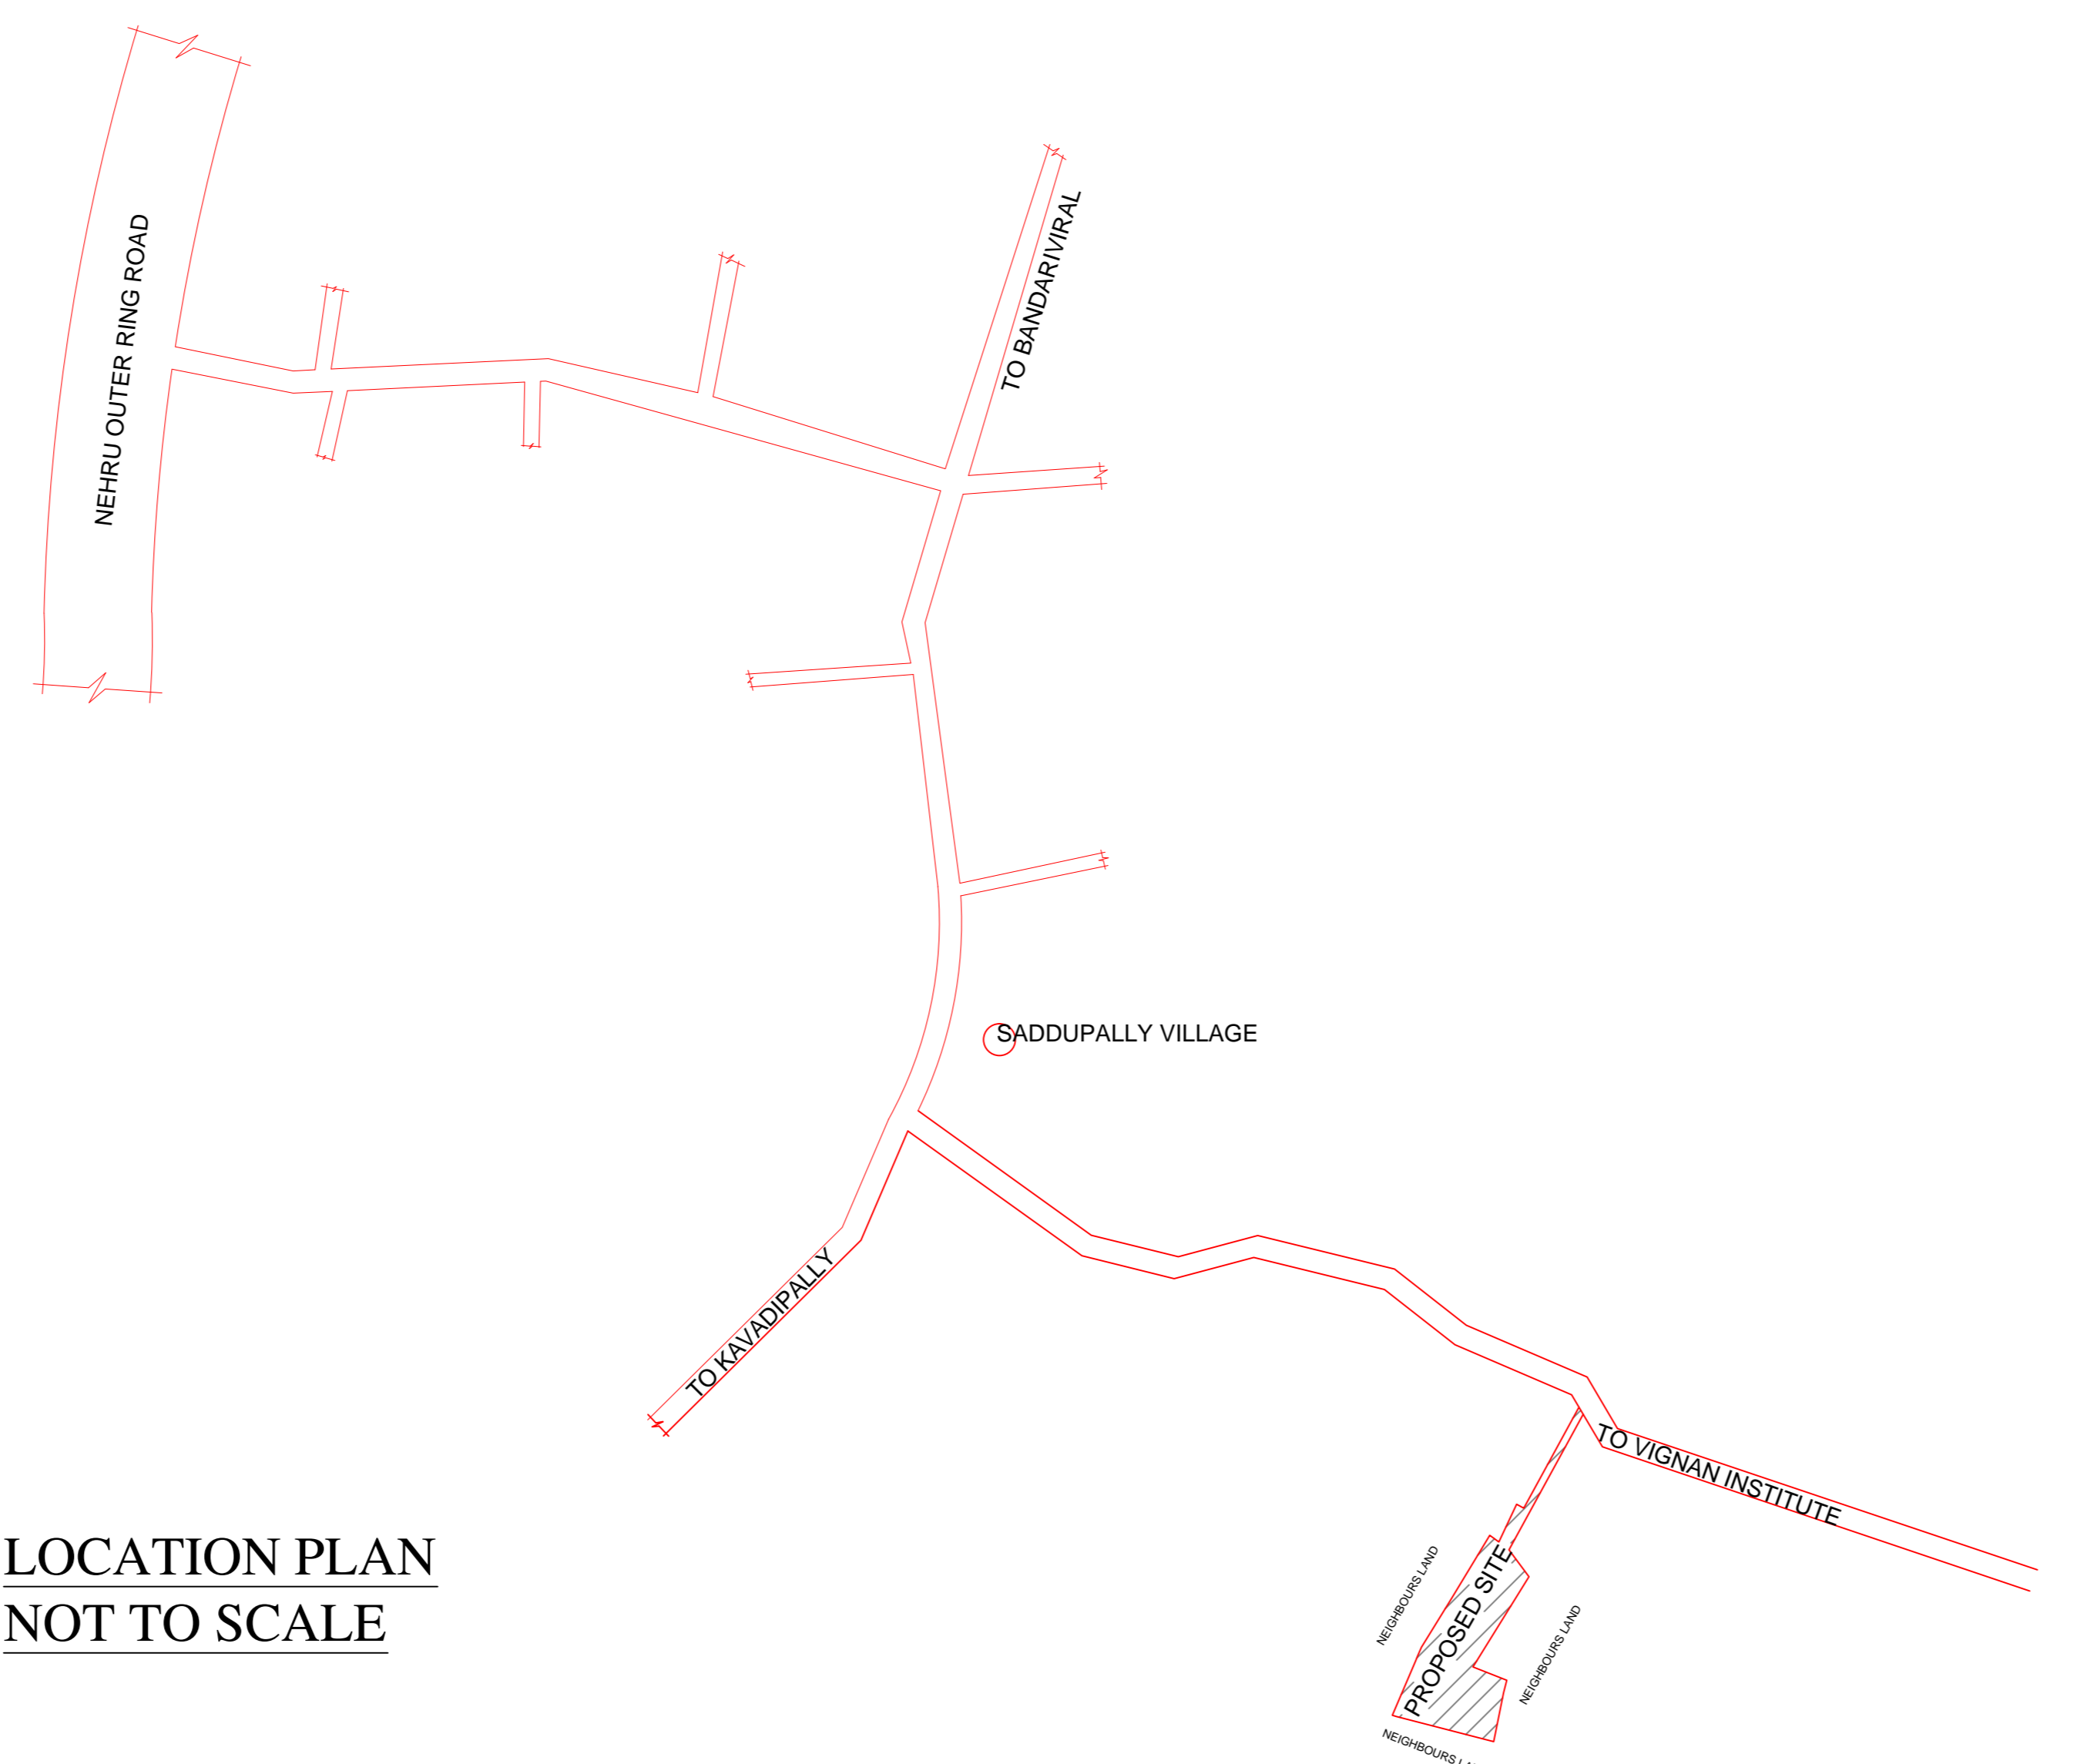 NEHRU OUTER RING ROAD
TO BANDARIVIRAL
SADDUPALLY VILLAGE
TO KAVADIPALLY
TO VIGNAN INSTITUTE
NEIGHBOURS LAND
PROPOSED SITE
NEIGHBOURS LAND
NEIGHBOURS
LOCATION PLAN
NOT TO SCALE